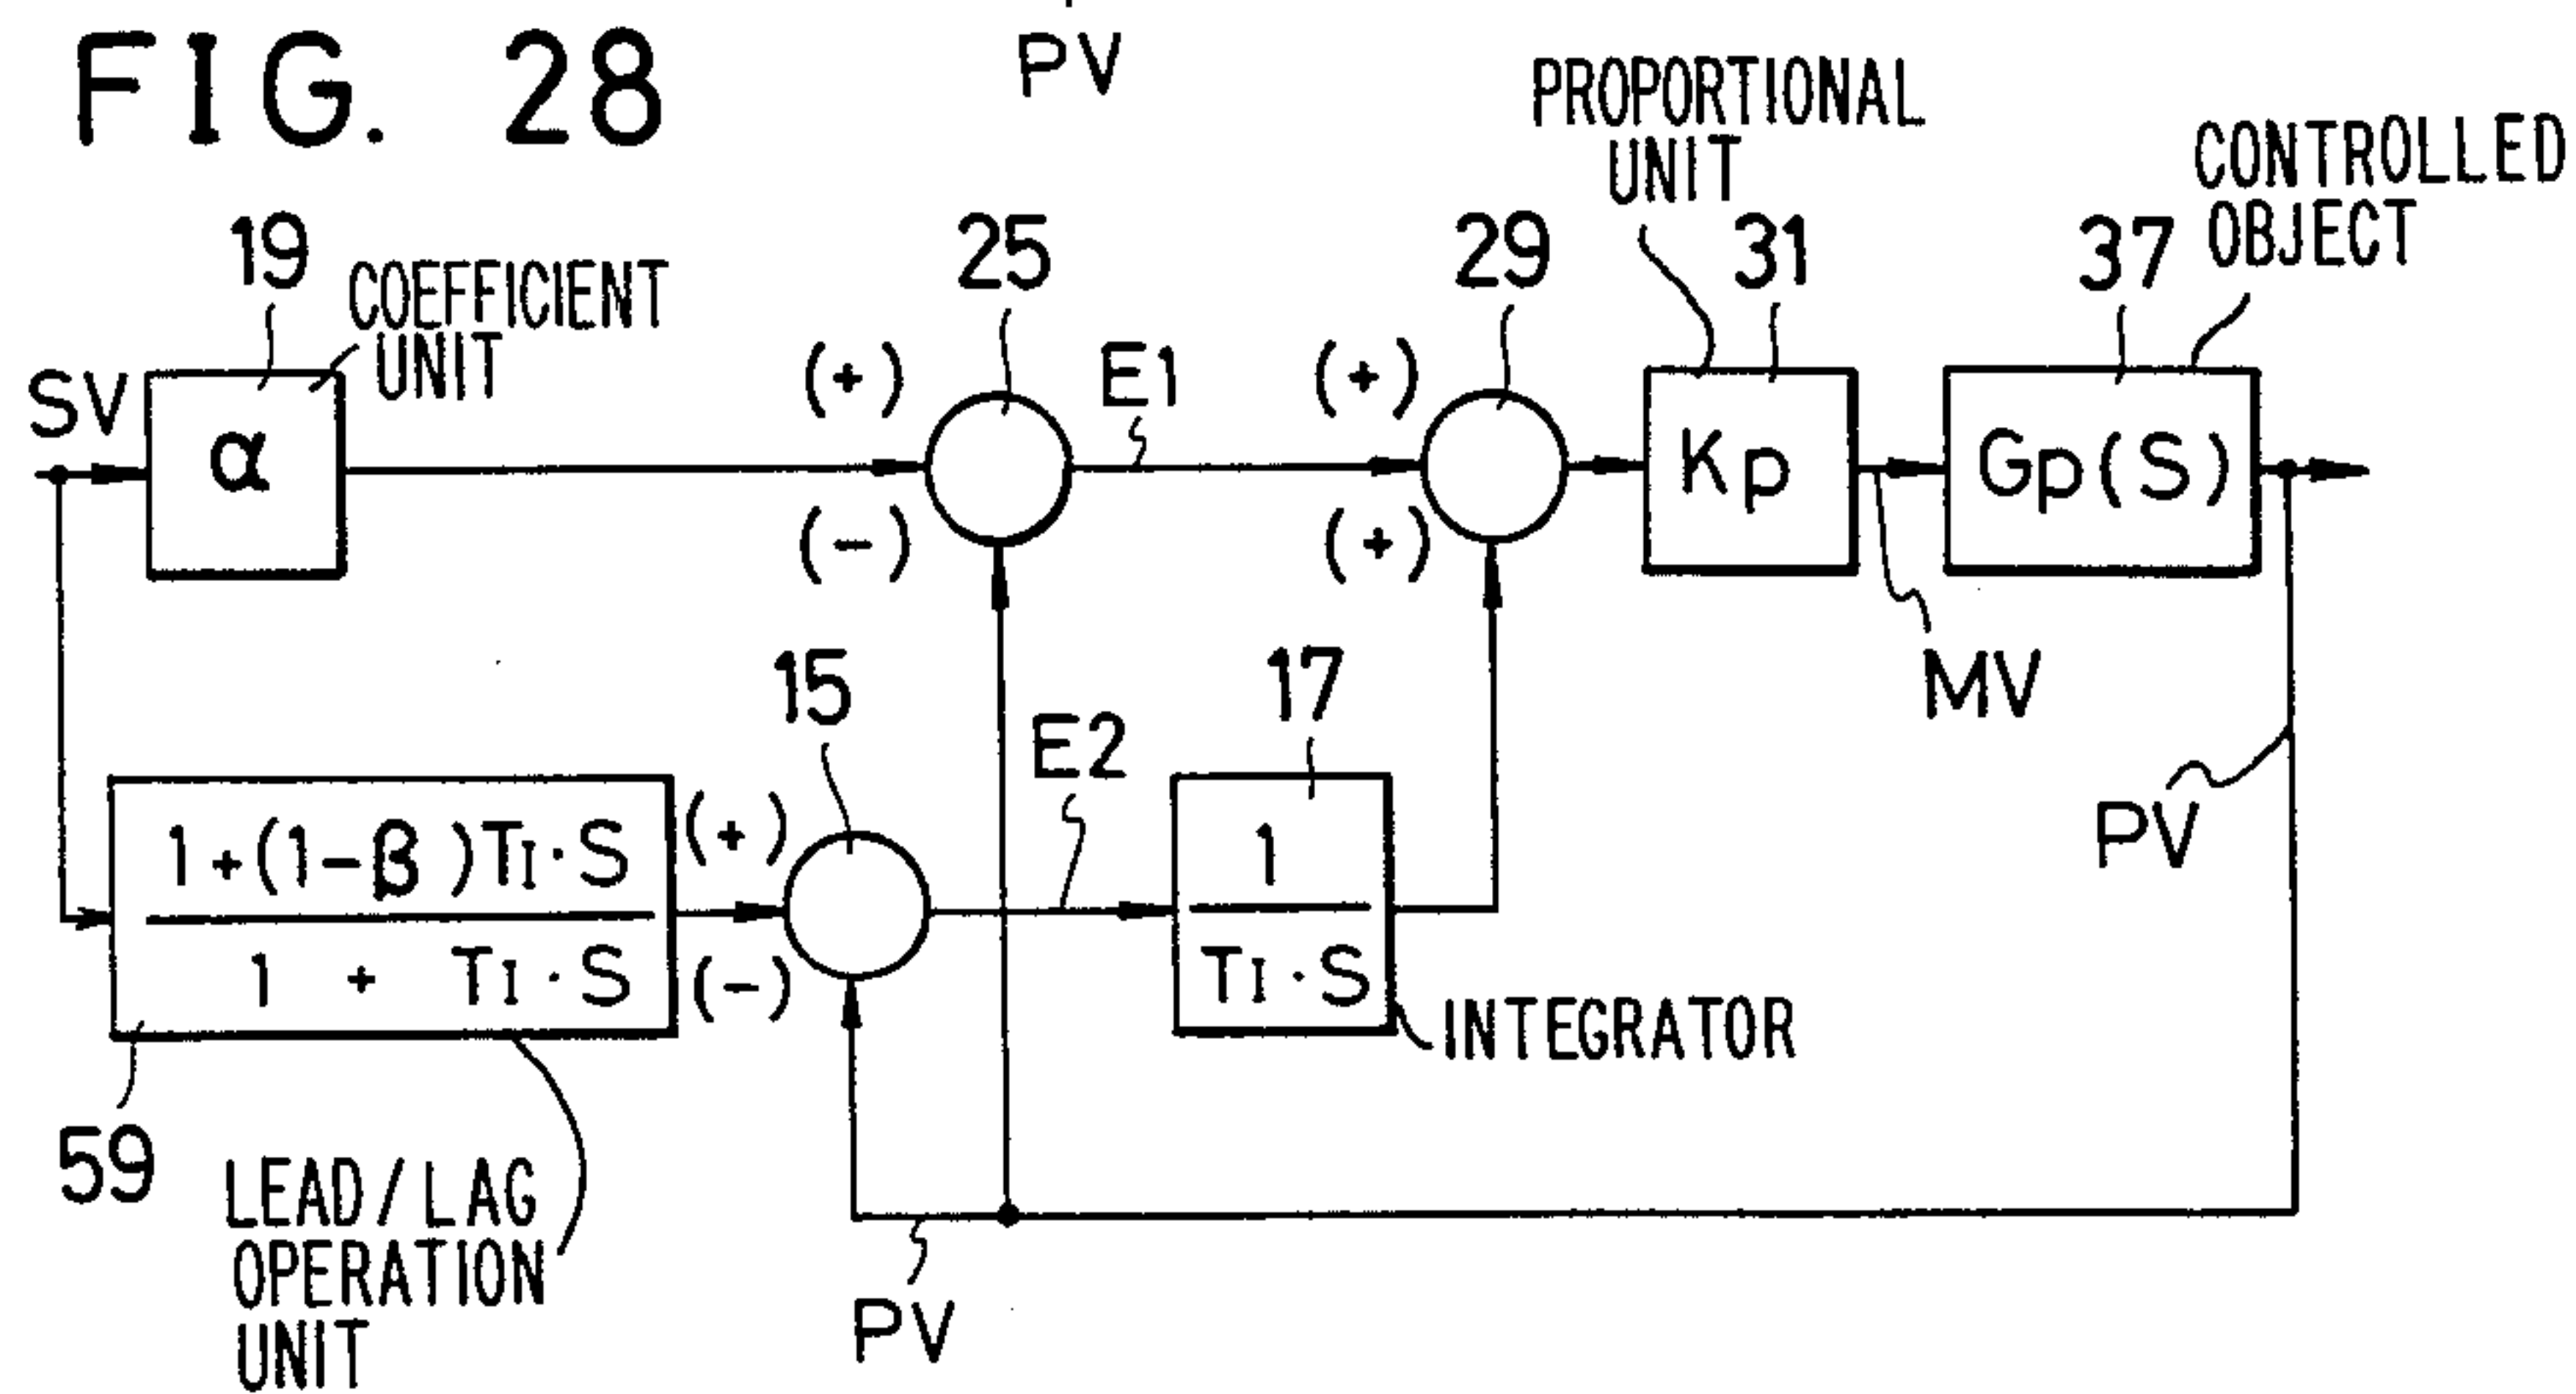 FIG. 28
PV
PROPORTIONAL
UNIT
CONTROLLED
OBJECT
19
COEFFICIENT
UNIT
25
29
31
37
SV
α
(+)
(-)
E1
(+)
(+)
Kp
Gp(S)
MV
15
E2
17
PV
1+(1-β)TI·S
1 + TI·S
(+)
(-)
1
TI·S
INTEGRATOR
59
LEAD/LAG
OPERATION
UNIT
PV